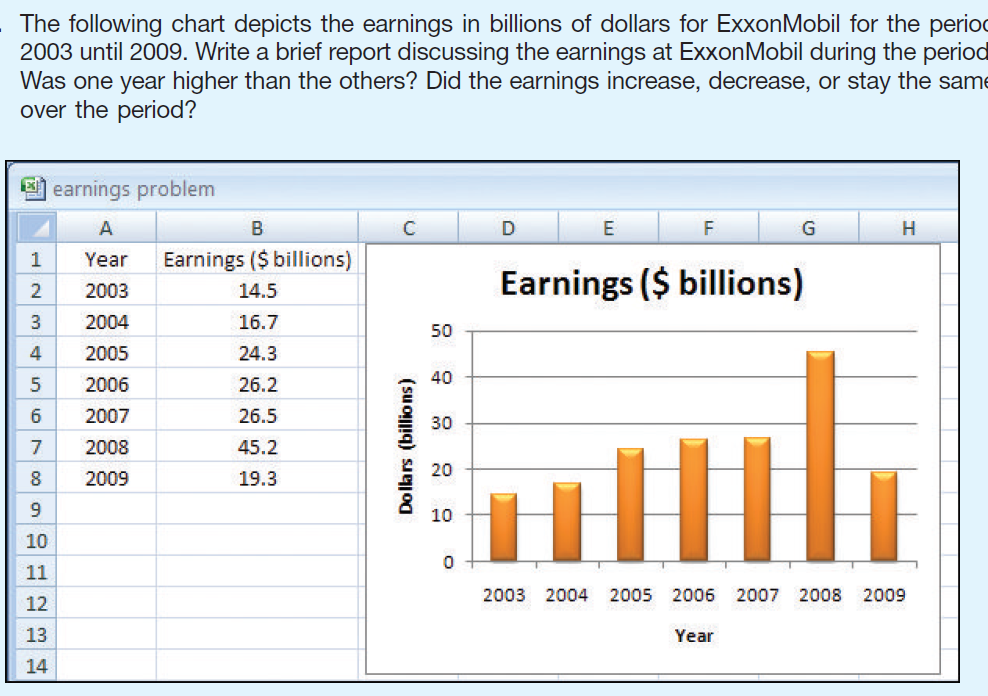 The following chart depicts the earnings in billions of dollars for ExxonMobil for the
2003 until 2009. Write a brief report discussing the earnings at ExxonMobil during the period
Was one year higher than the others? Did the earnings increase, decrease, or stay the same
over the period?
earnings problem
A B C D E F G H
1 Year Earnings ($ billions)
2 2003 14.5
3 2004 16.7
4 2005 24.3
5 2006 26.2
6 2007 26.5
7 2008 45.2
8 2009 19.3
9
10
11
12
13
14
Earnings ($ billions)
Dollars (billions)
50
40
30
20
10
0
2003 2004 2005 2006 2007 2008 2009
Year